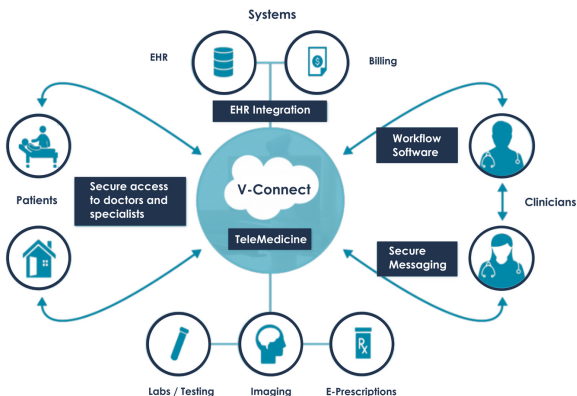 Systems
EHR
Billing
EHR Integration
Workflow
Software
V-Connect
Patients
Secure access
to doctors and
specialists
Clinicians
TeleMedicine
Secure
Messaging
Rx
Labs / Testing
Imaging
E-Prescriptions